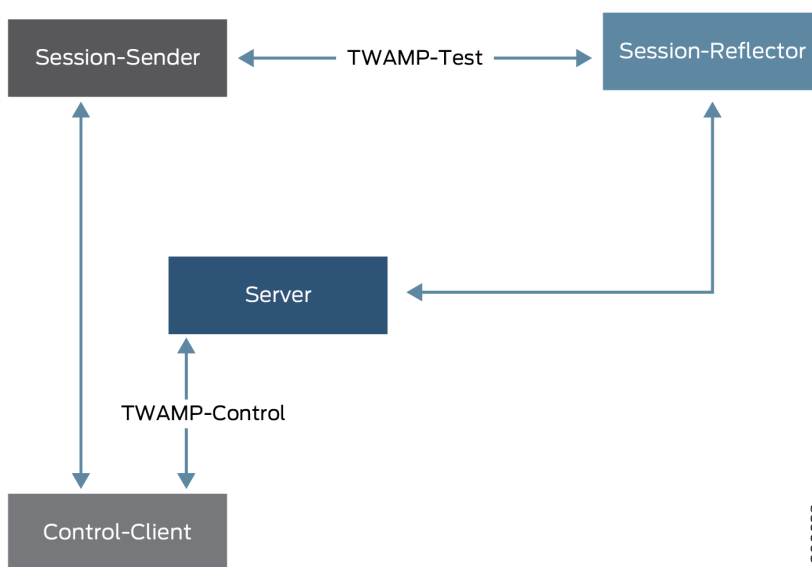 Session-Sender
TWAMP-Test
Session-Reflector
Server
TWAMP-Control
Control-Client